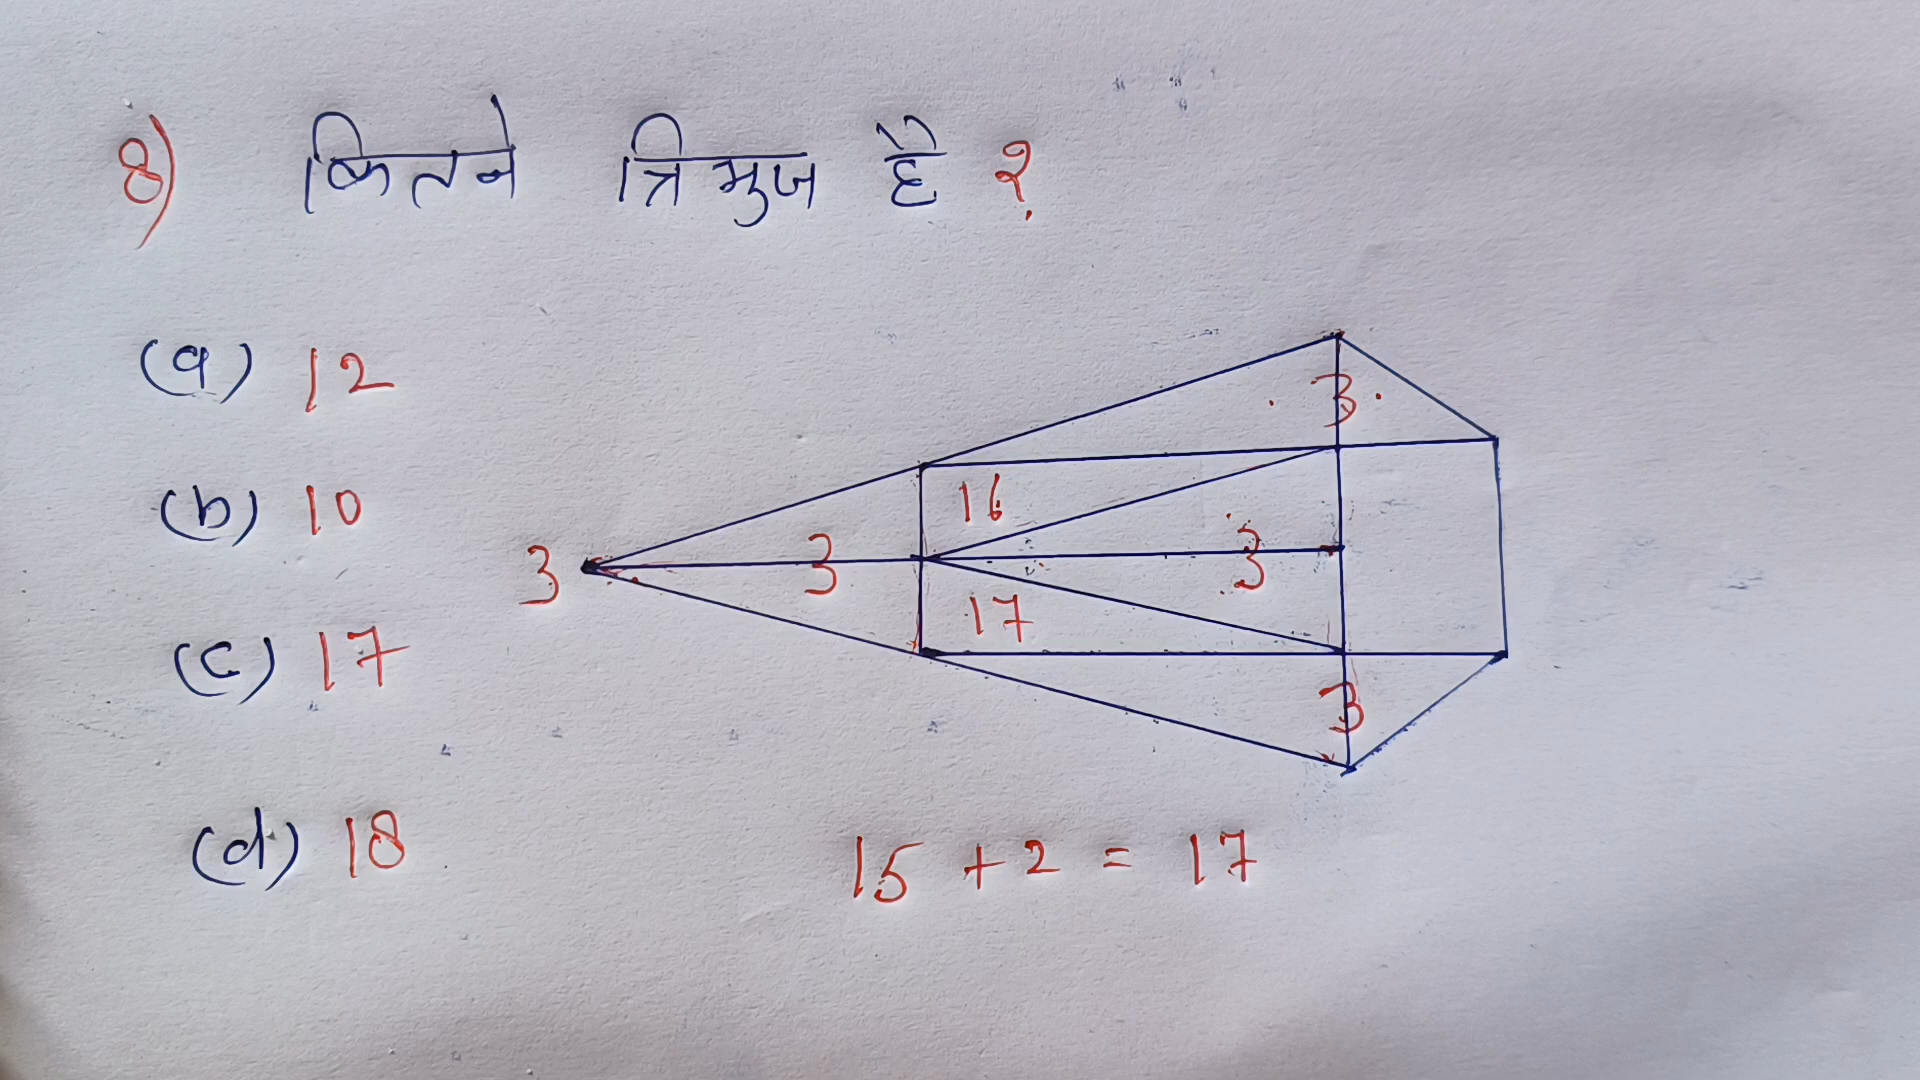 8) कितने त्रिभुज है ?
(a) 12
(b) 10
(c) 17
(d) 18
3
16
3
3
3
17
3
15 + 2 = 17